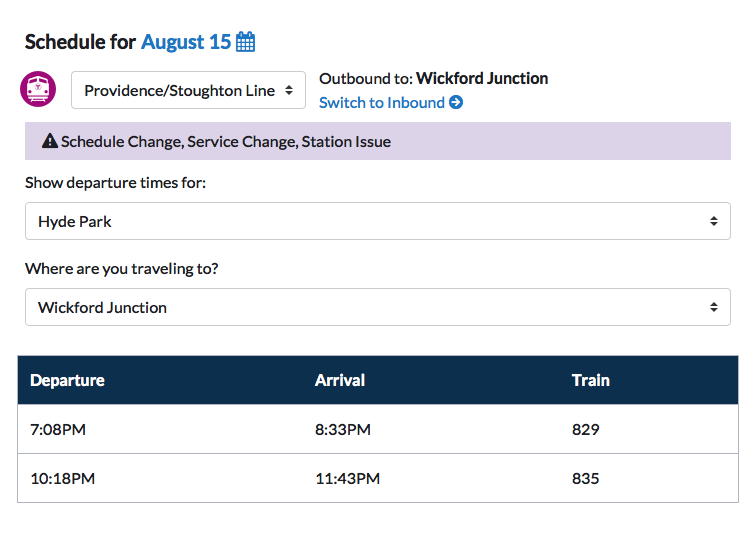 Schedule for August 15
Providence/Stoughton Line
Outbound to: Wickford Junction
Switch to Inbound
Schedule Change, Service Change, Station Issue
Show departure times for:
Hyde Park
Where are you traveling to?
Wickford Junction
Departure Arrival Train
7:08PM 8:33PM 829
10:18PM 11:43PM 835